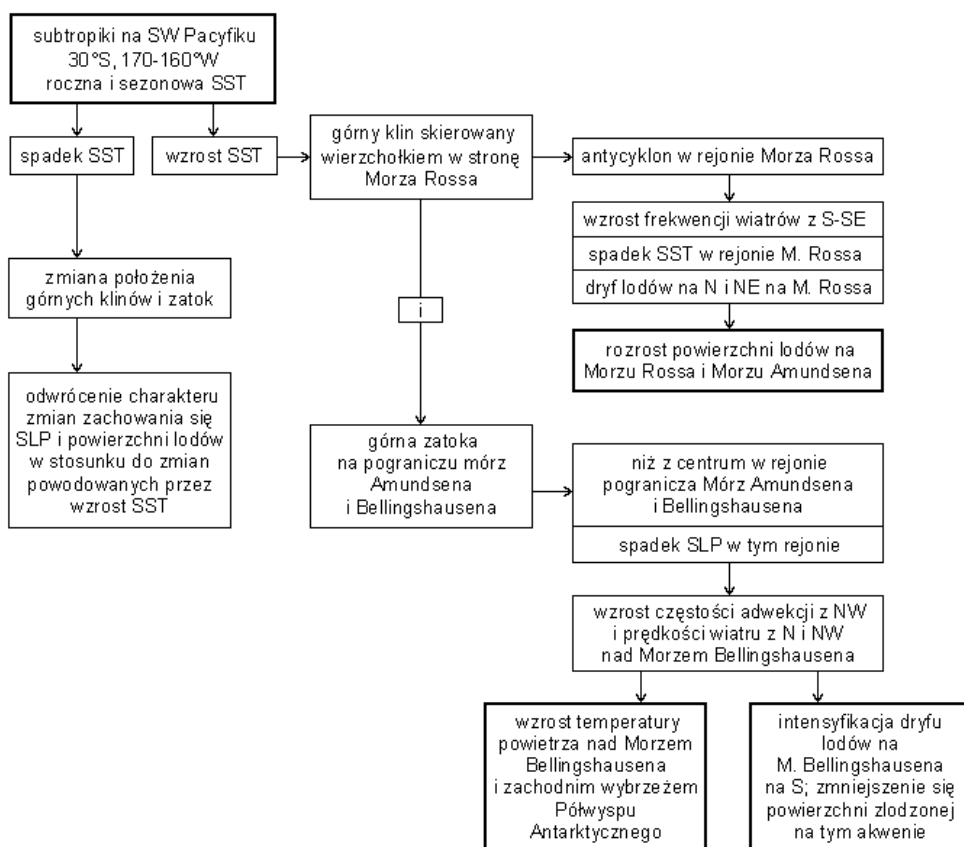 subtropiki na SW Pacyfiku
30°S, 170-160°W
roczna i sezonowa SST
spadek SST
wzrost SST
górny klin skierowany
wierzchołkiem w stronę
Morza Rossa
antycyklon w rejonie Morza Rossa
wzrost frekwencji wiatrów z S-SE
spadek SST w rejonie M. Rossa
dryf lodów na N i NE na M. Rossa
rozrost powierzchni lodów na
Morzu Rossa i Morzu Amundsena
zmiana położenia
górnych klinów i zatok
i
odwrócenie charakteru
zmian zachowania się
SLP i powierzchni lodów
w stosunku do zmian
powodowanych przez
wzrost SST
górna zatoka
na pograniczu mórz
Amundsena
i Bellingshausena
niż z centrum w rejonie
pogranicza Mórz Amundsena
i Bellingshausena
spadek SLP w tym rejonie
wzrost częstości adwekcji z NW
i prędkości wiatru z N i NW
nad Morzem Bellingshausena
wzrost temperatury
powietrza nad Morzem
Bellingshausena
i zachodnim wybrzeżem
Półwyspu
Antarktycznego
intensyfikacja dryfu
lodów na
M. Bellingshausena
na S; zmniejszenie się
powierzchni zlodzonej
na tym akwenie